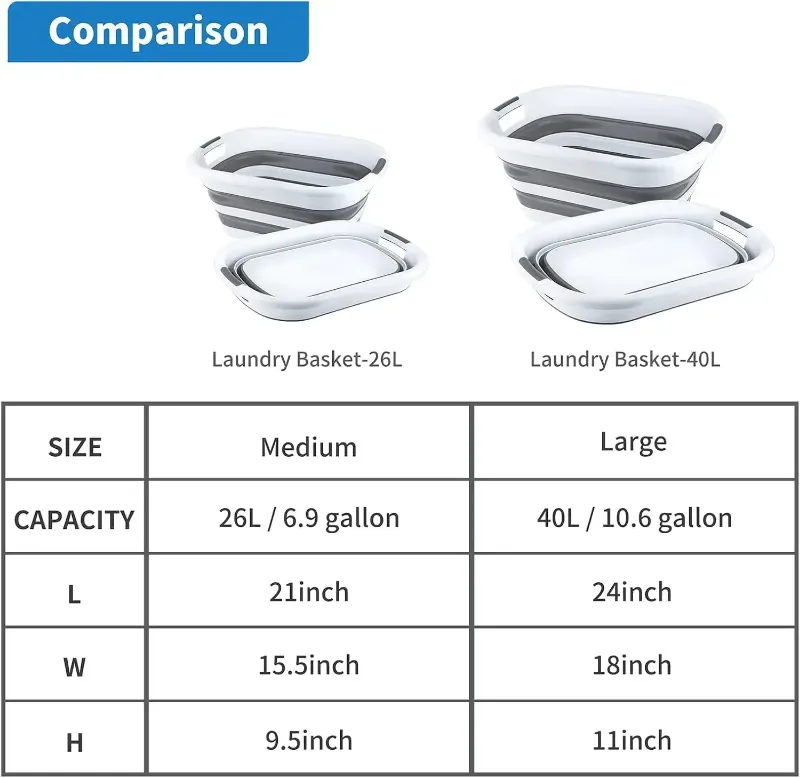 Comparison
Laundry Basket-26L
Laundry Basket-40L
SIZE Medium Large
CAPACITY 26L / 6.9 gallon 40L / 10.6 gallon
L 21inch 24inch
W 15.5inch 18inch
H 9.5inch 11inch